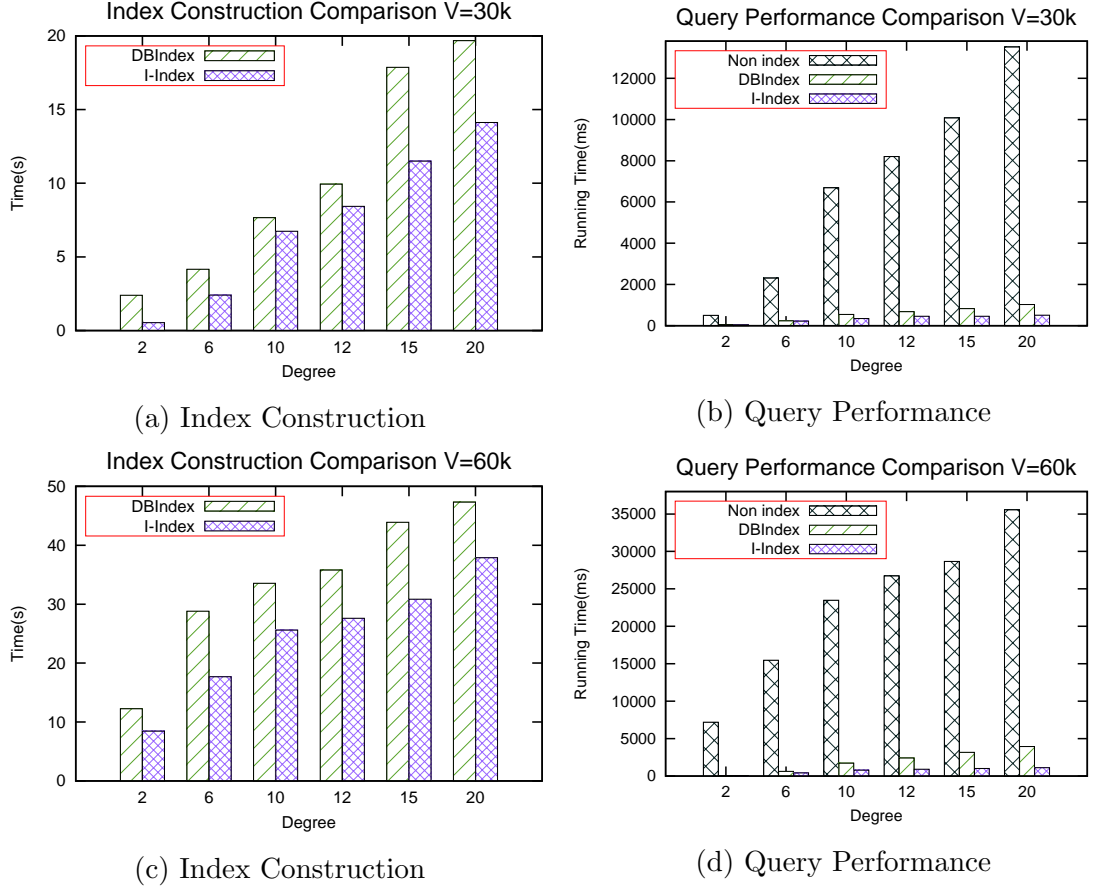 Index Construction Comparison V=30k
DBIndex
I-Index
Time(s)
20
15
10
5
0
2 6 10 12 15 20
Degree
(a) Index Construction
Query Performance Comparison V=30k
Non index
DBIndex
I-Index
Running Time(ms)
12000
10000
8000
6000
4000
2000
0
2 6 10 12 15 20
Degree
(b) Query Performance
Index Construction Comparison V=60k
DBIndex
I-Index
Time(s)
50
40
30
20
10
0
2 6 10 12 15 20
Degree
(c) Index Construction
Query Performance Comparison V=60k
Non index
DBIndex
I-Index
Running Time(ms)
35000
30000
25000
20000
15000
10000
5000
0
2 6 10 12 15 20
Degree
(d) Query Performance